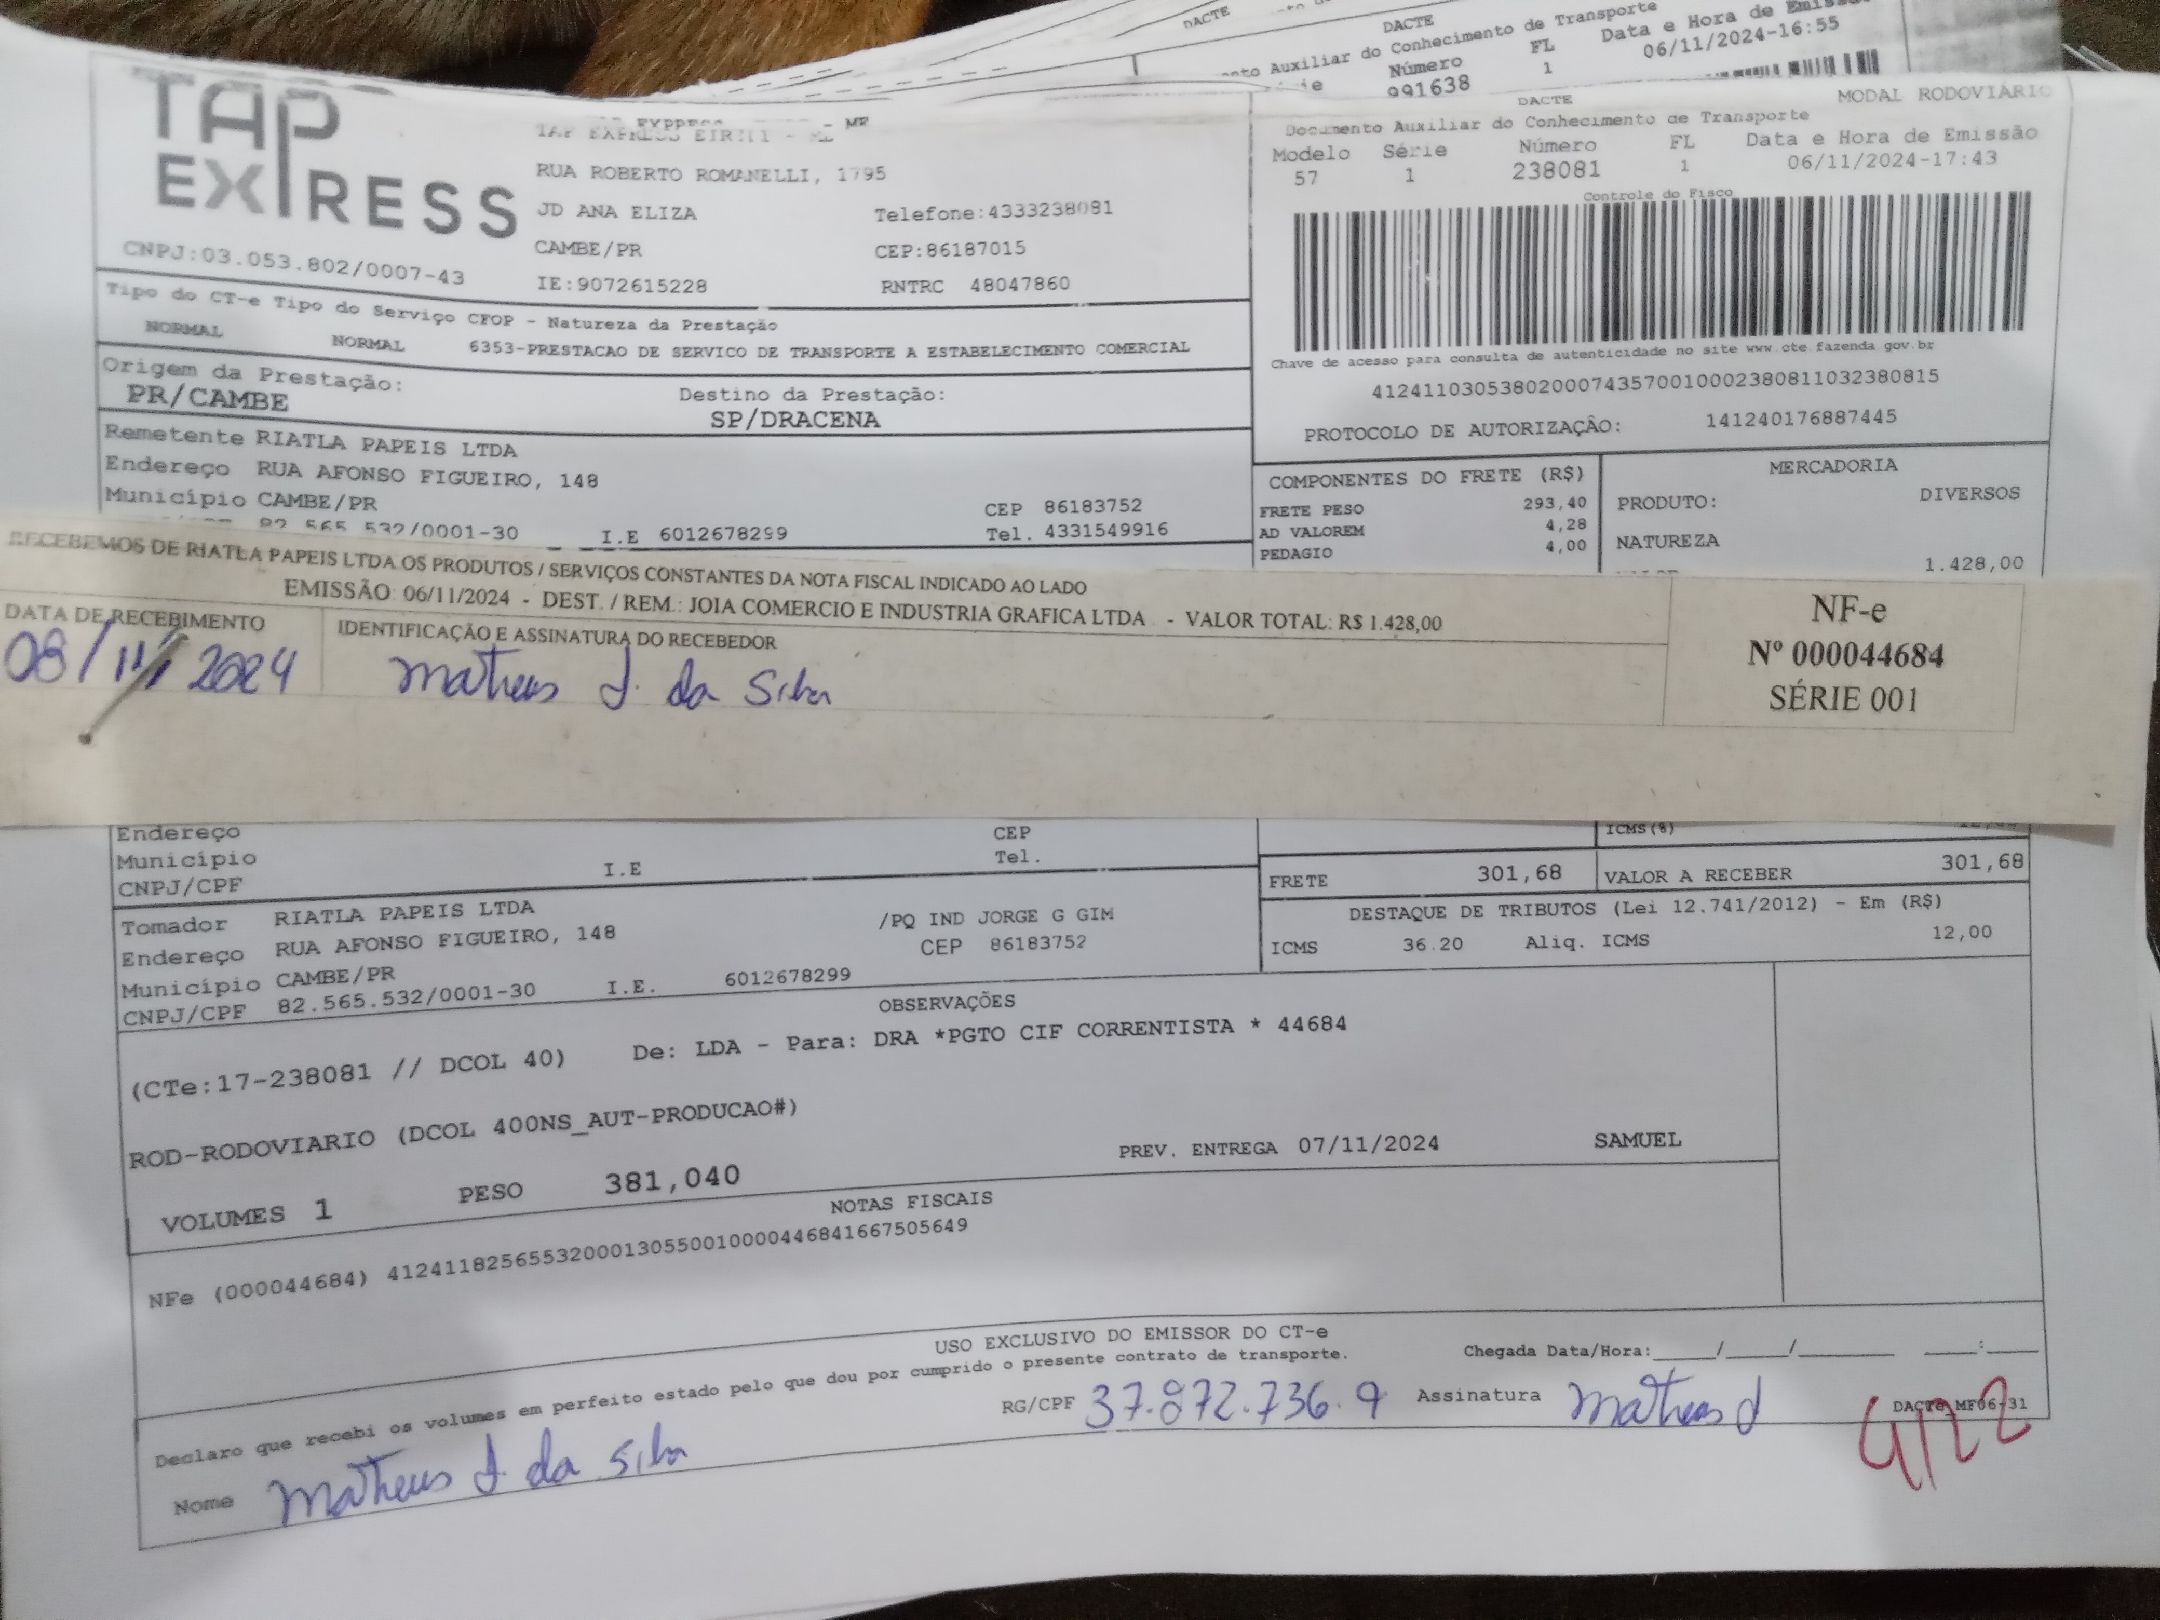 DACTE
DACTE
Auxiliar do Conhecimento de Transporte
Número FL Data e Hora de
991638 1 06/11/2024-16:55
TAP
EXPRESS
CNPJ:03.053.802/0007-43
TAP EXPRESS EIRELI - ME
RUA ROBERTO ROMANELLI, 1795
JD ANA ELIZA Telefone:4333238081
CAMBE/PR CEP:86187015
IE:9072615228 RNTRC 48047860
DACTE MODAL RODOVIÁRIO
Documento Auxiliar do Conhecimento de Transporte
Modelo Série Número FL Data e Hora de Emissão
57 1 238081 1 06/11/2024-17:43
Controle do Fisco
Chave de acesso para consulta de autenticidade no site www.cte.fazenda.gov.br
41241103053802000743570010002380811032380815
PROTOCOLO DE AUTORIZAÇÂO: 141240176887445
Tipo do CT-e Tipo do Serviço CFOP - Natureza da Prestação
NORMAL NORMAL 6353-PRESTACAO DE SERVICO DE TRANSPORTE A ESTABELECIMENTO COMERCIAL
Origem da Prestação: Destino da Prestação:
PR/CAMBE SP/DRACENA
Remetente RIATLA PAPEIS LTDA
Endereço RUA AFONSO FIGUEIRO, 148
Município CAMBE/PR CEP 86183752
82.565.532/0001-30 I.E 6012678299 Tel. 4331549916
COMPONENTES DO FRETE (R$)
FRETE PESO 293,40
AD VALOREM 4,28
PEDAGIO 4,00
MERCADORIA
PRODUTO: DIVERSOS
NATUREZA
1.428,00
RECEBEMOS DE RIATLA PAPEIS LTDA OS PRODUTOS / SERVIÇOS CONSTANTES DA NOTA FISCAL INDICADO AO LADO
EMISSÃO: 06/11/2024 - DEST. / REM.: JOIA COMERCIO E INDUSTRIA GRAFICA LTDA - VALOR TOTAL: R$ 1.428,00
DATA DE RECEBIMENTO IDENTIFICAÇÃO E ASSINATURA DO RECEBEDOR
08/11/2024 Matheus J. da Silva
NF-e
Nº 000044684
SÉRIE 001
Endereço CEP
Município I.E Tel.
CNPJ/CPF
ICMS(%)
FRETE 301,68 VALOR A RECEBER 301,68
DESTAQUE DE TRIBUTOS (Lei 12.741/2012) - Em (R$)
ICMS 36.20 Aliq. ICMS 12,00
Tomador RIATLA PAPEIS LTDA
Endereço RUA AFONSO FIGUEIRO, 148 /PQ IND JORGE G GIM
Município CAMBE/PR CEP 86183752
CNPJ/CPF 82.565.532/0001-30 I.E. 6012678299
OBSERVAÇÕES
(CTe:17-238081 // DCOL 40) De: LDA - Para: DRA *PGTO CIF CORRENTISTA * 44684
ROD-RODOVIARIO (DCOL 400NS_AUT-PRODUCAO#)
PREV. ENTREGA 07/11/2024 SAMUEL
VOLUMES 1 PESO 381,040
NOTAS FISCAIS
NFe (000044684) 41241182565532000130550010000446841667505649
USO EXCLUSIVO DO EMISSOR DO CT-e
Declaro que recebi os volumes em perfeito estado pelo que dou por cumprido o presente contrato de transporte.
Chegada Data/Hora:_____/_____/________ ____:____
Nome Matheus J. da Silva RG/CPF 37.872.736.9 Assinatura Matheus J
DACTe MF06-31
4122